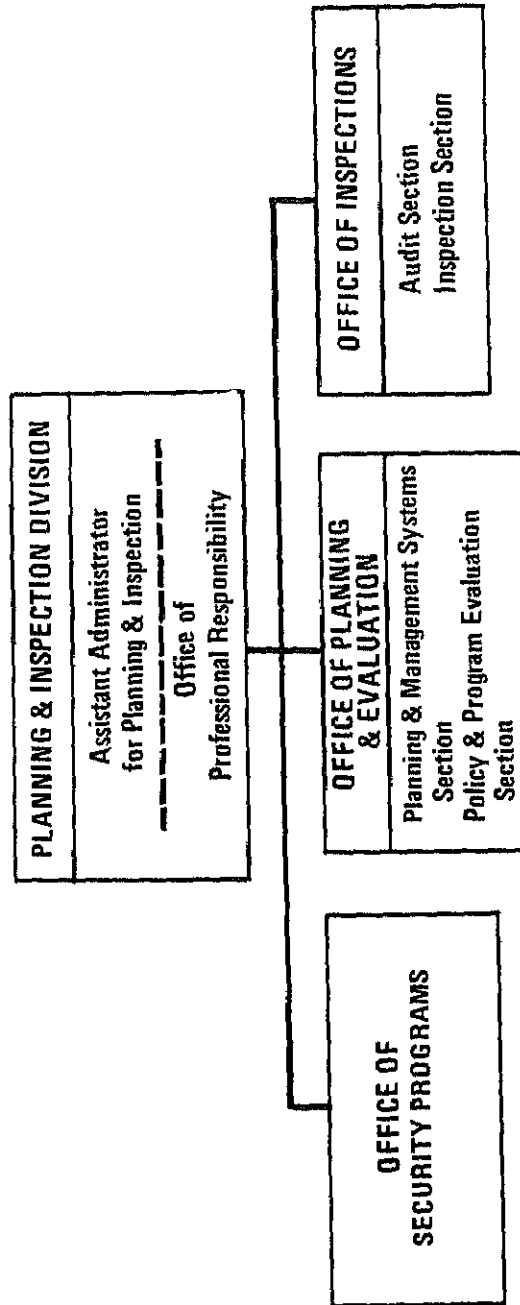 PLANNING & INSPECTION DIVISION
Assistant Administrator
for Planning & Inspection
Office of
Professional Responsibility
OFFICE OF
SECURITY PROGRAMS
OFFICE OF PLANNING
& EVALUATION
Planning & Management Systems
Section
Policy & Program Evaluation
Section
OFFICE OF INSPECTIONS
Audit Section
Inspection Section